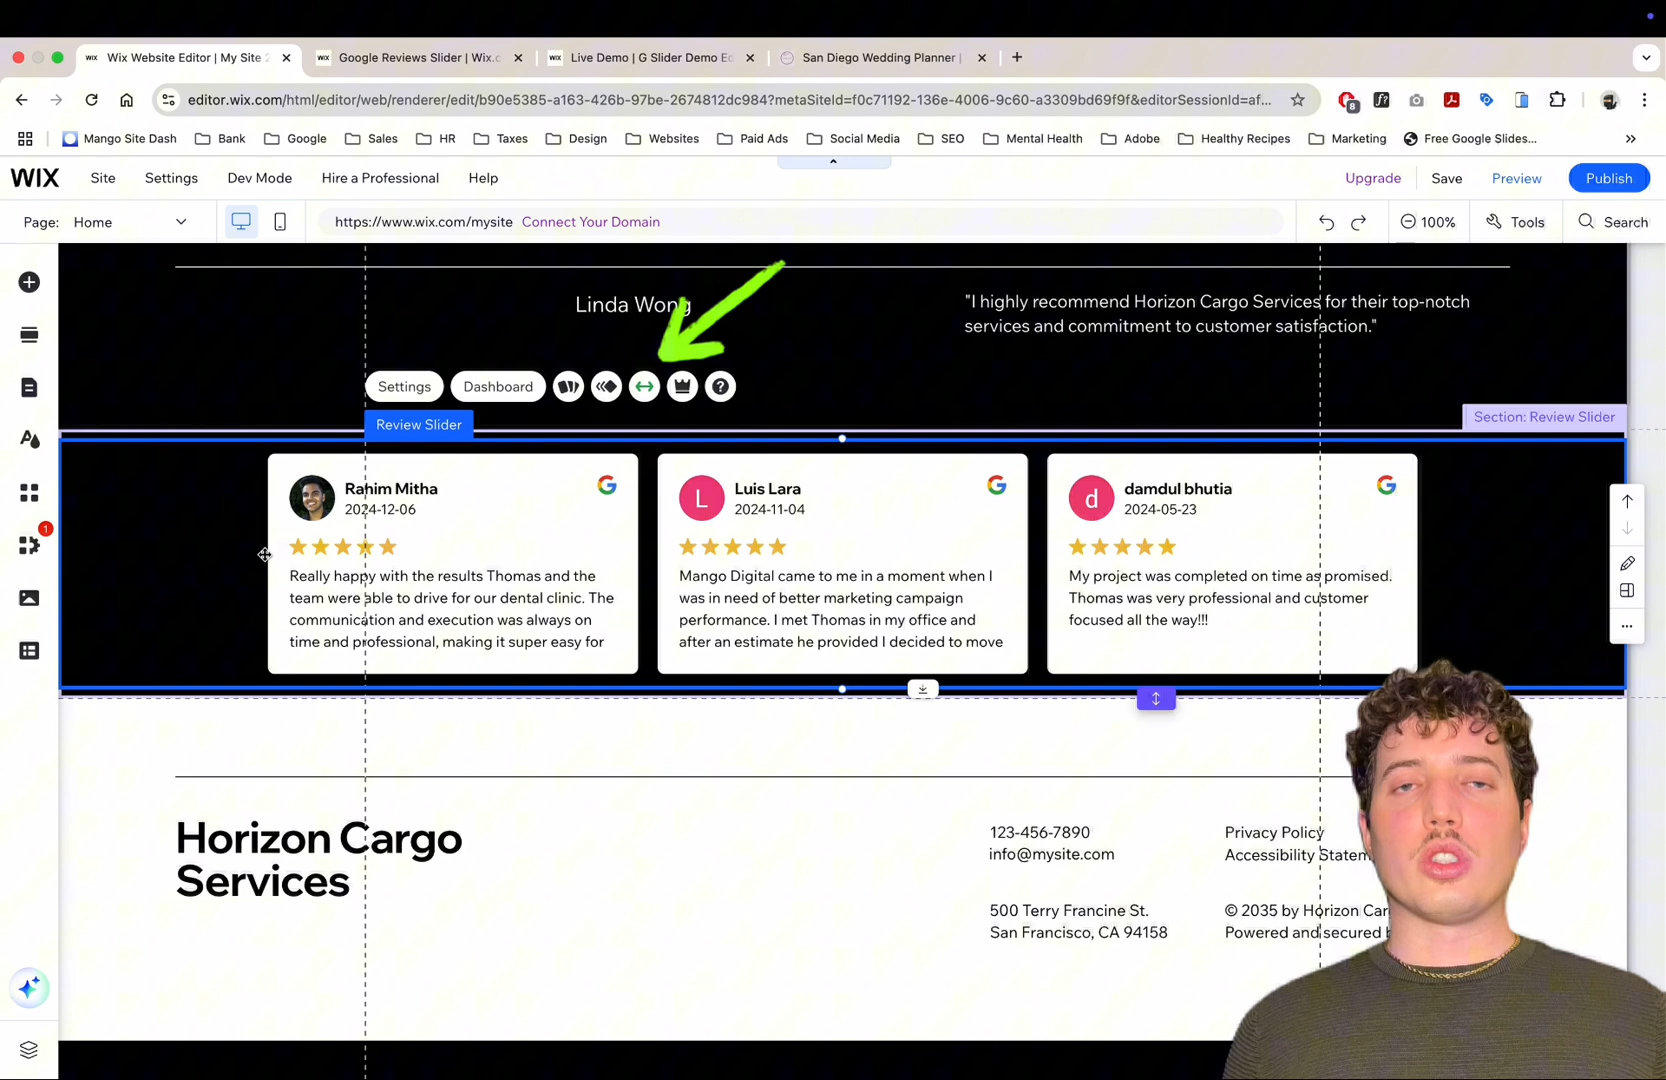 Wix Website Editor | My Site 2
Google Reviews Slider | Wix.c
Live Demo | G Slider Demo Ed
San Diego Wedding Planner |
editor.wix.com/html/editor/web/renderer/edit/b90e5385-a163-426b-97be-2674812dc984?metaSiteId=f0c71192-136e-4006-9c60-a3309bd69f9f&editorSessionId=af...
8
Mango Site Dash
Bank
Google
Sales
HR
Taxes
Design
Websites
Paid Ads
Social Media
SEO
Mental Health
Adobe
Healthy Recipes
Marketing
Free Google Slides...
WIX
Site
Settings
Dev Mode
Hire a Professional
Help
Upgrade
Save
Preview
Publish
Page: Home
https://www.wix.com/mysite Connect Your Domain
100%
Tools
Search
Linda Wong
"I highly recommend Horizon Cargo Services for their top-notch
services and commitment to customer satisfaction."
Settings
Dashboard
Review Slider
Section: Review Slider
Rahim Mitha
2024-12-06
Really happy with the results Thomas and the
team were able to drive for our dental clinic. The
communication and execution was always on
time and professional, making it super easy for
L
Luis Lara
2024-11-04
Mango Digital came to me in a moment when I
was in need of better marketing campaign
performance. I met Thomas in my office and
after an estimate he provided I decided to move
d
damdul bhutia
2024-05-23
My project was completed on time as promised.
Thomas was very professional and customer
focused all the way!!!
1
Horizon Cargo
Services
123-456-7890
info@mysite.com
500 Terry Francine St.
San Francisco, CA 94158
Privacy Policy
Accessibility Statem
© 2035 by Horizon Car
Powered and secured b